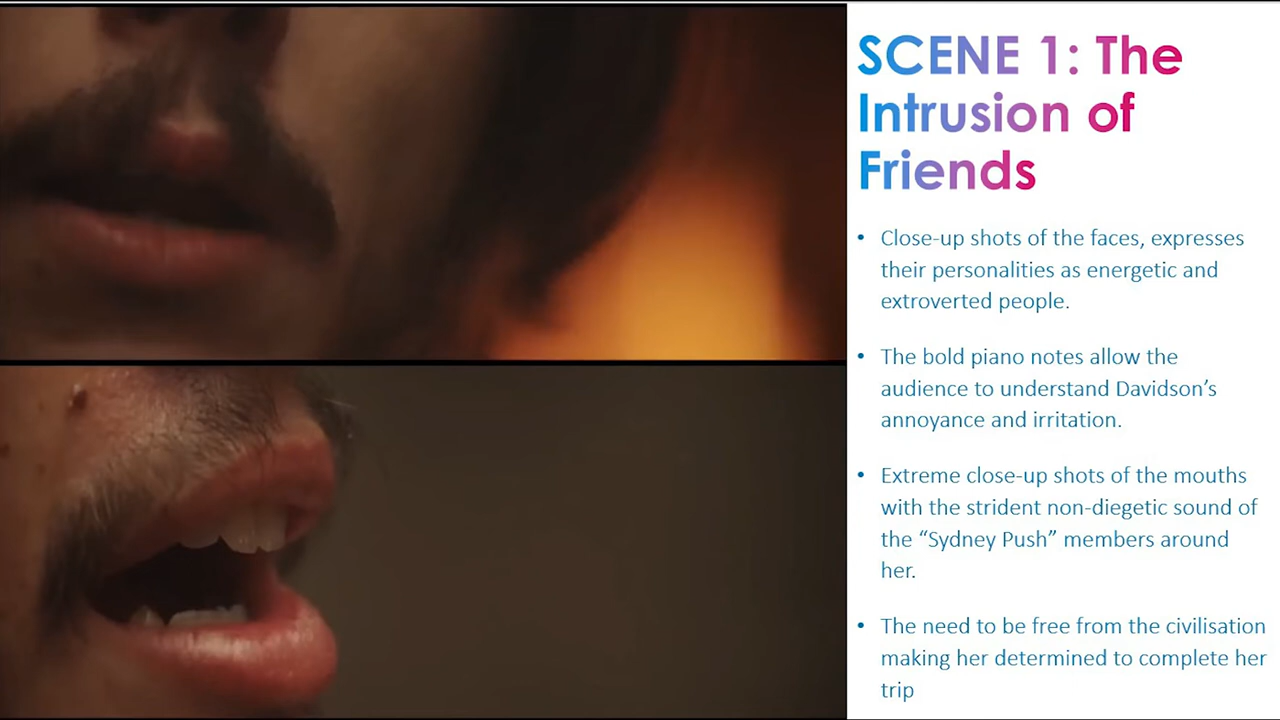 SCENE 1: The
Intrusion of
Friends
• Close-up shots of the faces, expresses
their personalities as energetic and
extroverted people.
• The bold piano notes allow the
audience to understand Davidson’s
annoyance and irritation.
• Extreme close-up shots of the mouths
with the strident non-diegetic sound of
the “Sydney Push” members around
her.
• The need to be free from the civilisation
making her determined to complete her
trip